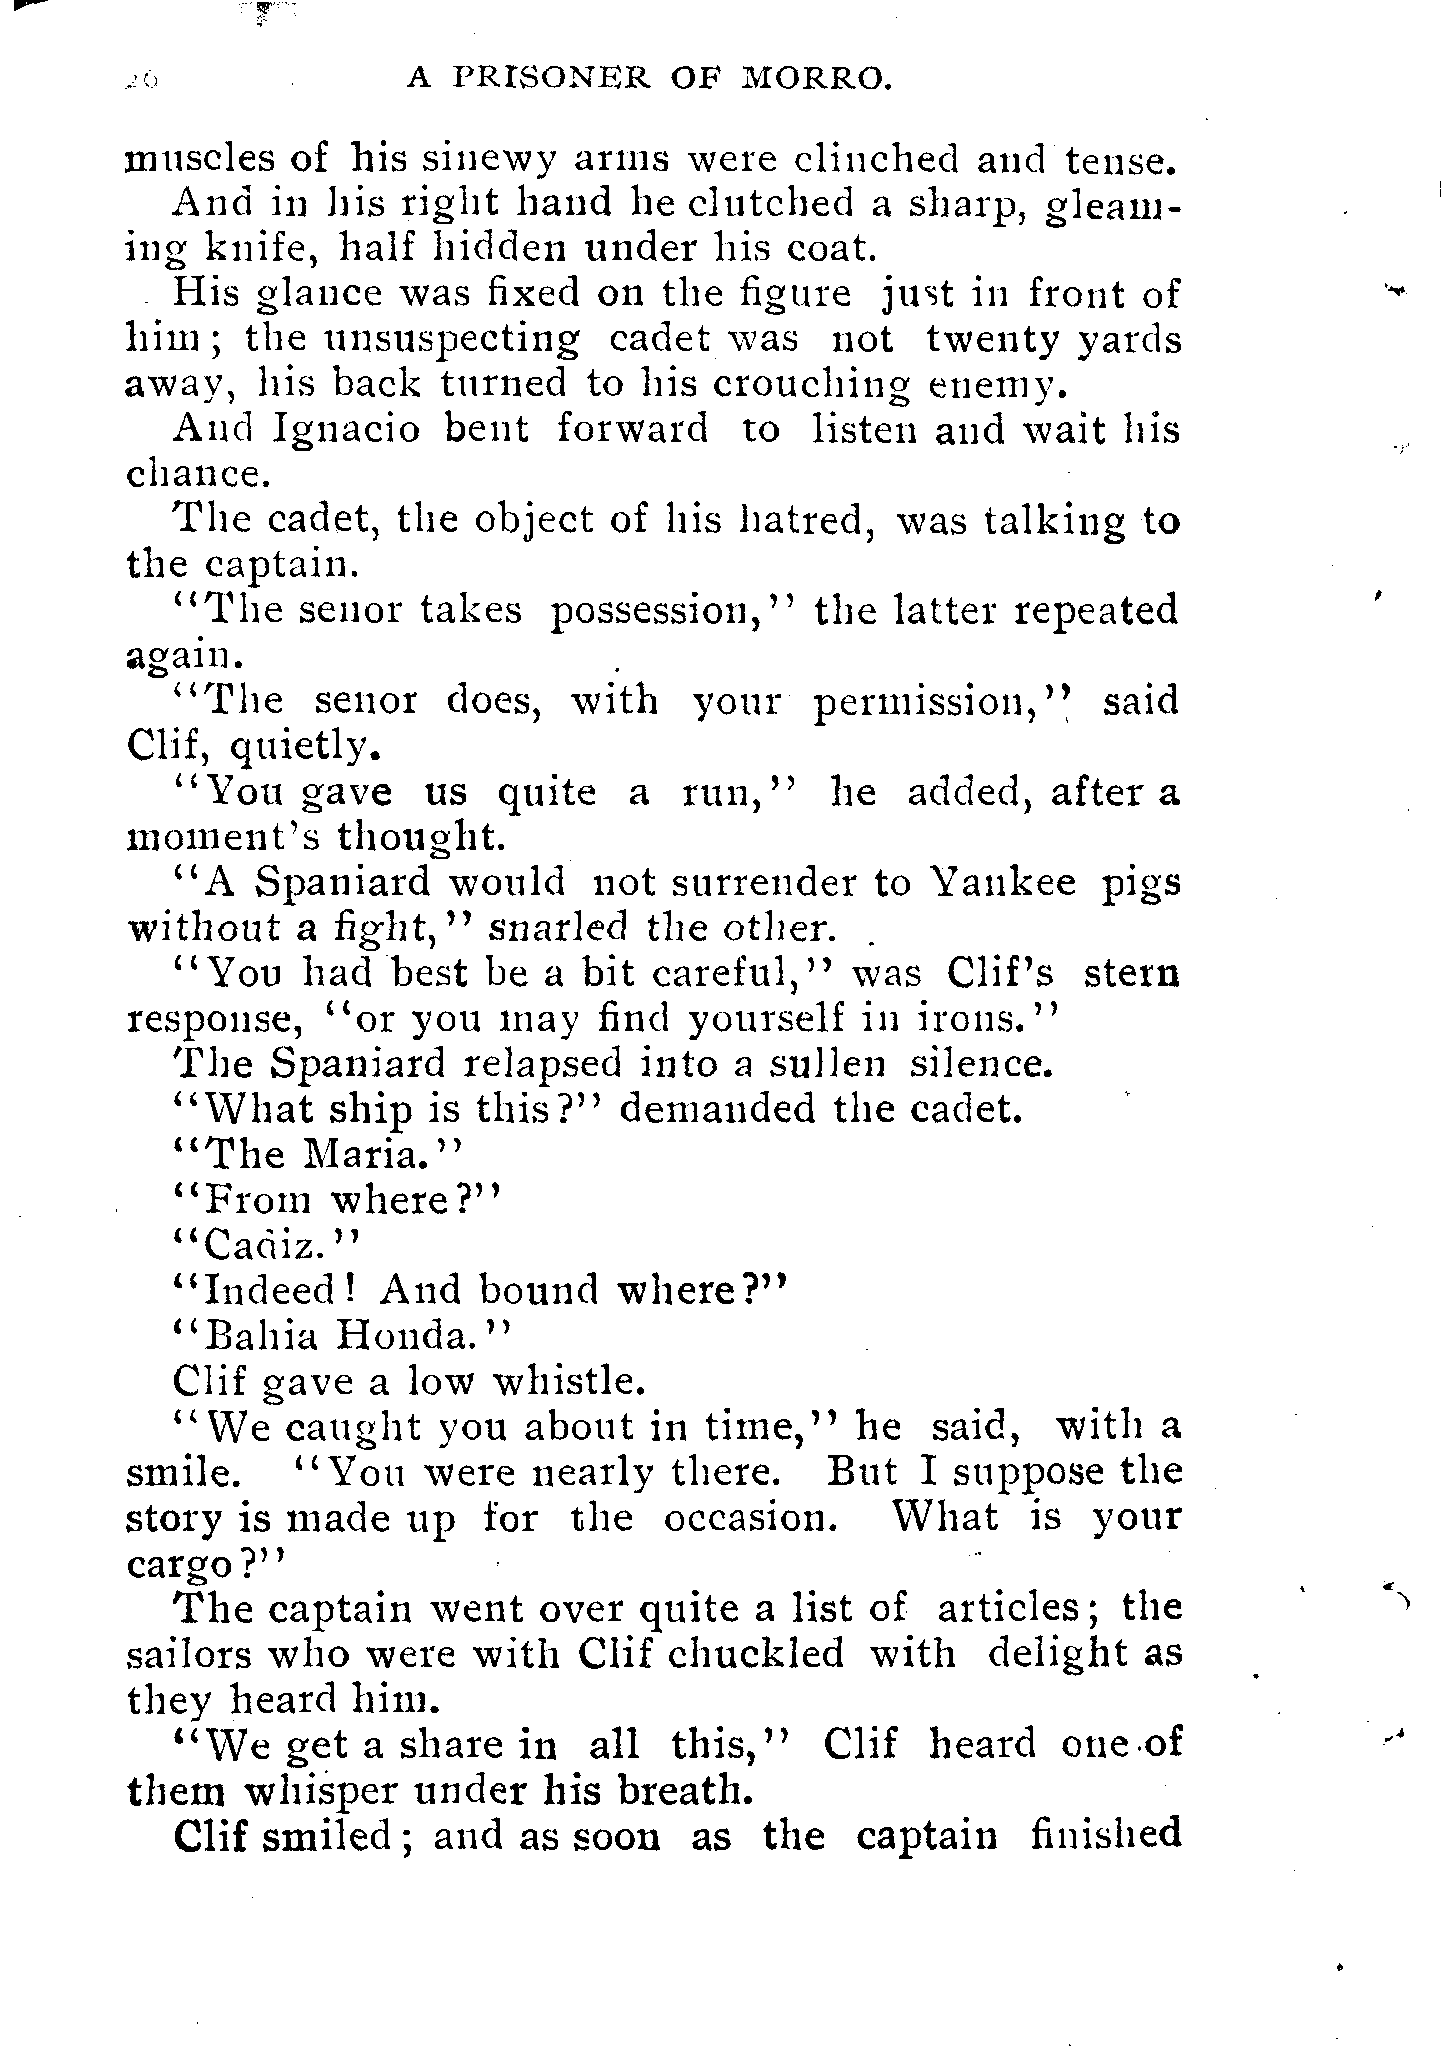 26 A PRISONER OF MORRO.
muscles of his sinewy arms were clinched and tense.
And in his right hand he clutched a sharp, gleam-
ing knife, half hidden under his coat.
His glance was fixed on the figure just in front of
him; the unsuspecting cadet was not twenty yards
away, his back turned to his crouching enemy.
And Ignacio bent forward to listen and wait his
chance.
The cadet, the object of his hatred, was talking to
the captain.
"The senor takes possession," the latter repeated
again.
"The senor does, with your permission," said
Clif, quietly.
"You gave us quite a run," he added, after a
moment's thought.
"A Spaniard would not surrender to Yankee pigs
without a fight," snarled the other.
"You had best be a bit careful," was Clif's stern
response, "or you may find yourself in irons."
The Spaniard relapsed into a sullen silence.
"What ship is this?" demanded the cadet.
"The Maria."
"From where?"
"Cadiz."
"Indeed! And bound where?"
"Bahia Honda."
Clif gave a low whistle.
"We caught you about in time," he said, with a
smile. "You were nearly there. But I suppose the
story is made up for the occasion. What is your
cargo?"
The captain went over quite a list of articles; the
sailors who were with Clif chuckled with delight as
they heard him.
"We get a share in all this," Clif heard one of
them whisper under his breath.
Clif smiled; and as soon as the captain finished